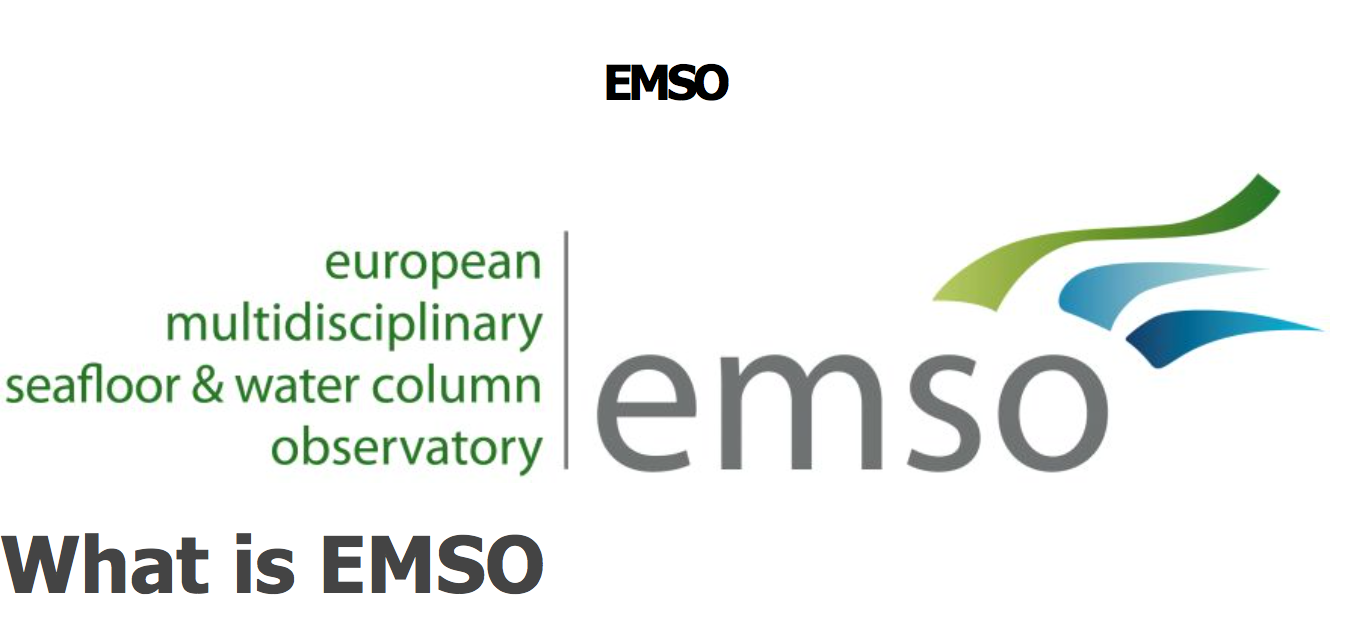 EMSO
european
multidisciplinary
seafloor & water column
observatory
emso
What is EMSO